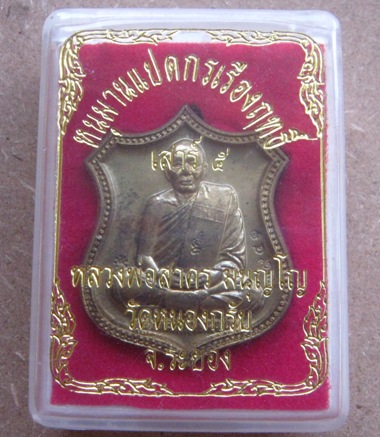 หนุมานแปดกรเรืองฤทธิ์
เสาร์ ๕
หลวงพ่อสาคร มนุญโญ
วัดหนองกรับ
จ.ระยอง